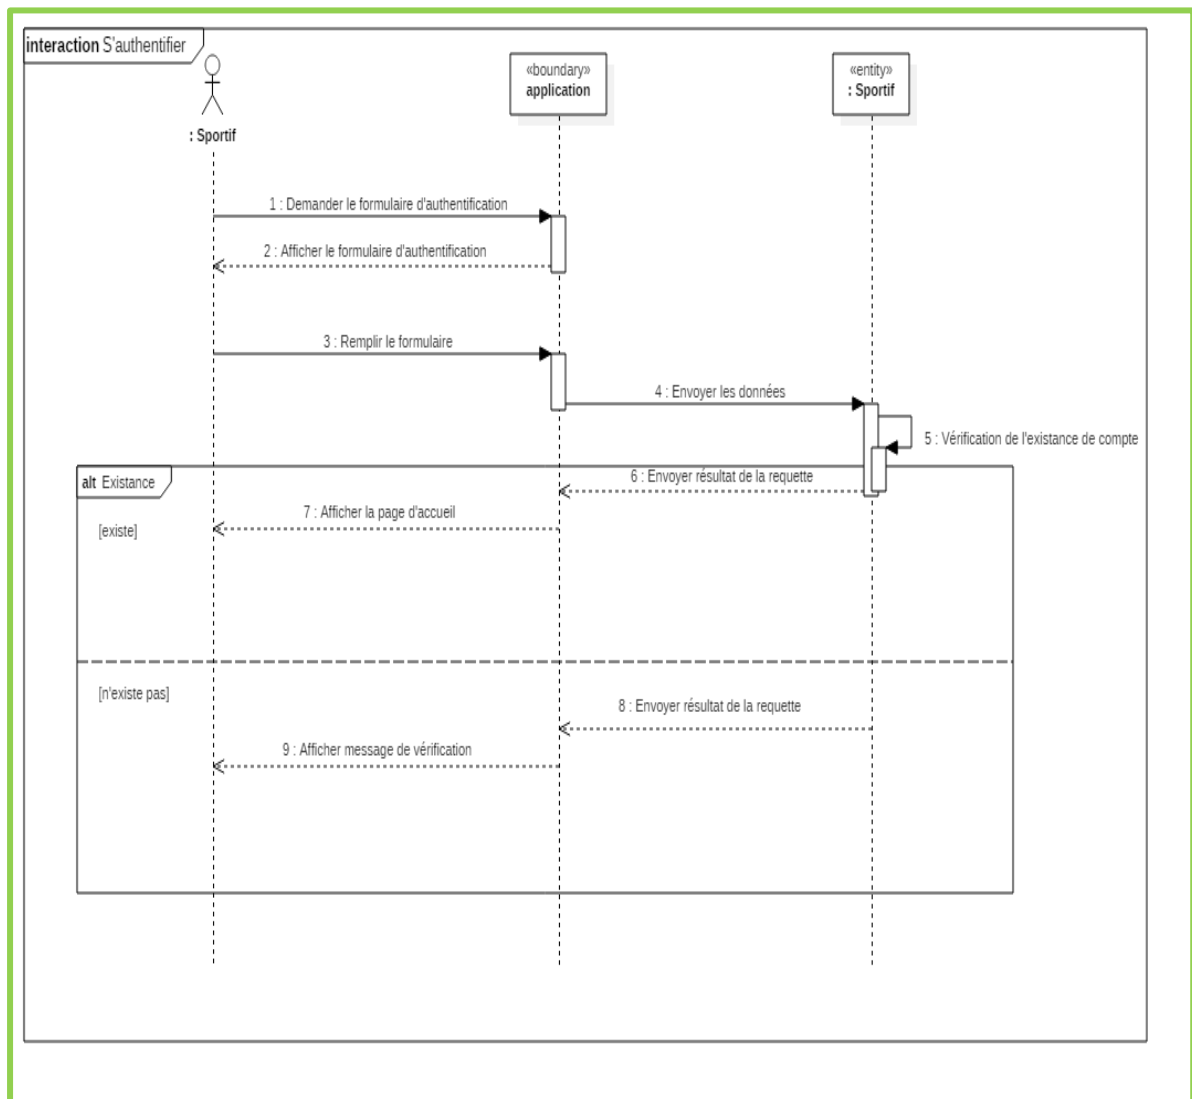 interaction S'authentifier
«boundary»
application
«entity»
: Sportif
: Sportif
1 : Demander le formulaire d'authentification
2 : Afficher le formulaire d'authentification
3 : Remplir le formulaire
4 : Envoyer les données
5 : Vérification de l'existance de compte
alt Existance
6 : Envoyer résultat de la requette
7 : Afficher la page d'accueil
[existe]
[n'existe pas]
8 : Envoyer résultat de la requette
9 : Afficher message de vérification